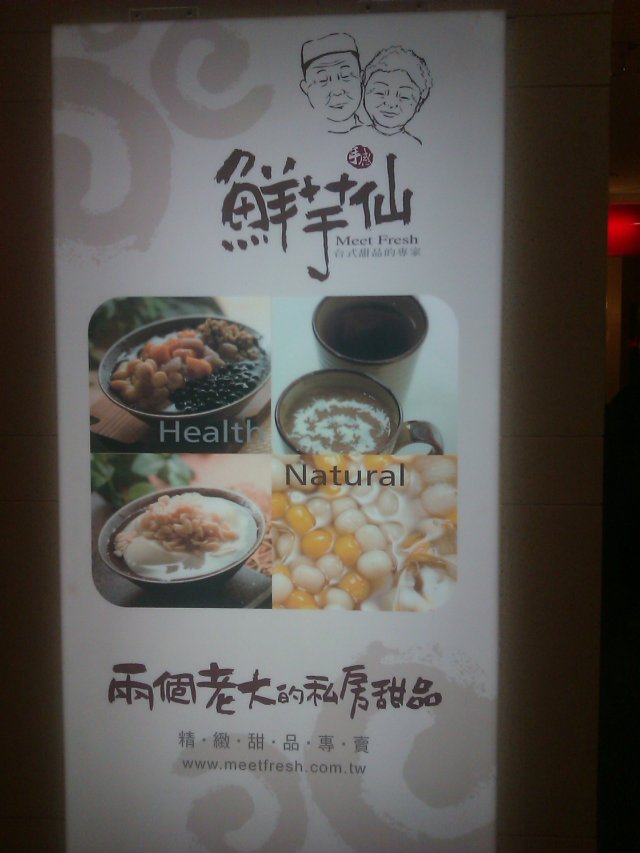 手感
鮮芋仙
Meet Fresh
台式甜品的專家
Health
Natural
兩個老大的私房甜品
精·緻·甜·品·專·賣
www.meetfresh.com.tw